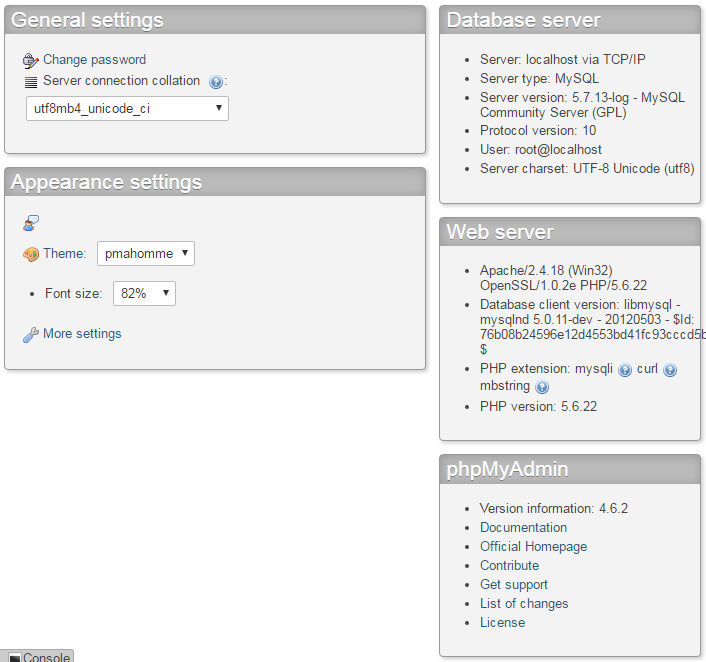 General settings
Change password
Server connection collation :
utf8mb4_unicode_ci
Appearance settings
Theme: pmahomme
Font size: 82%
More settings
Database server
Server: localhost via TCP/IP
Server type: MySQL
Server version: 5.7.13-log - MySQL
Community Server (GPL)
Protocol version: 10
User: root@localhost
Server charset: UTF-8 Unicode (utf8)
Web server
Apache/2.4.18 (Win32)
OpenSSL/1.0.2e PHP/5.6.22
Database client version: libmysql -
mysqlnd 5.0.11-dev - 20120503 - $Id:
76b08b24596e12d4553bd41fc93cccd5b
$
PHP extension: mysqli curl
mbstring
PHP version: 5.6.22
phpMyAdmin
Version information: 4.6.2
Documentation
Official Homepage
Contribute
Get support
List of changes
License
Console